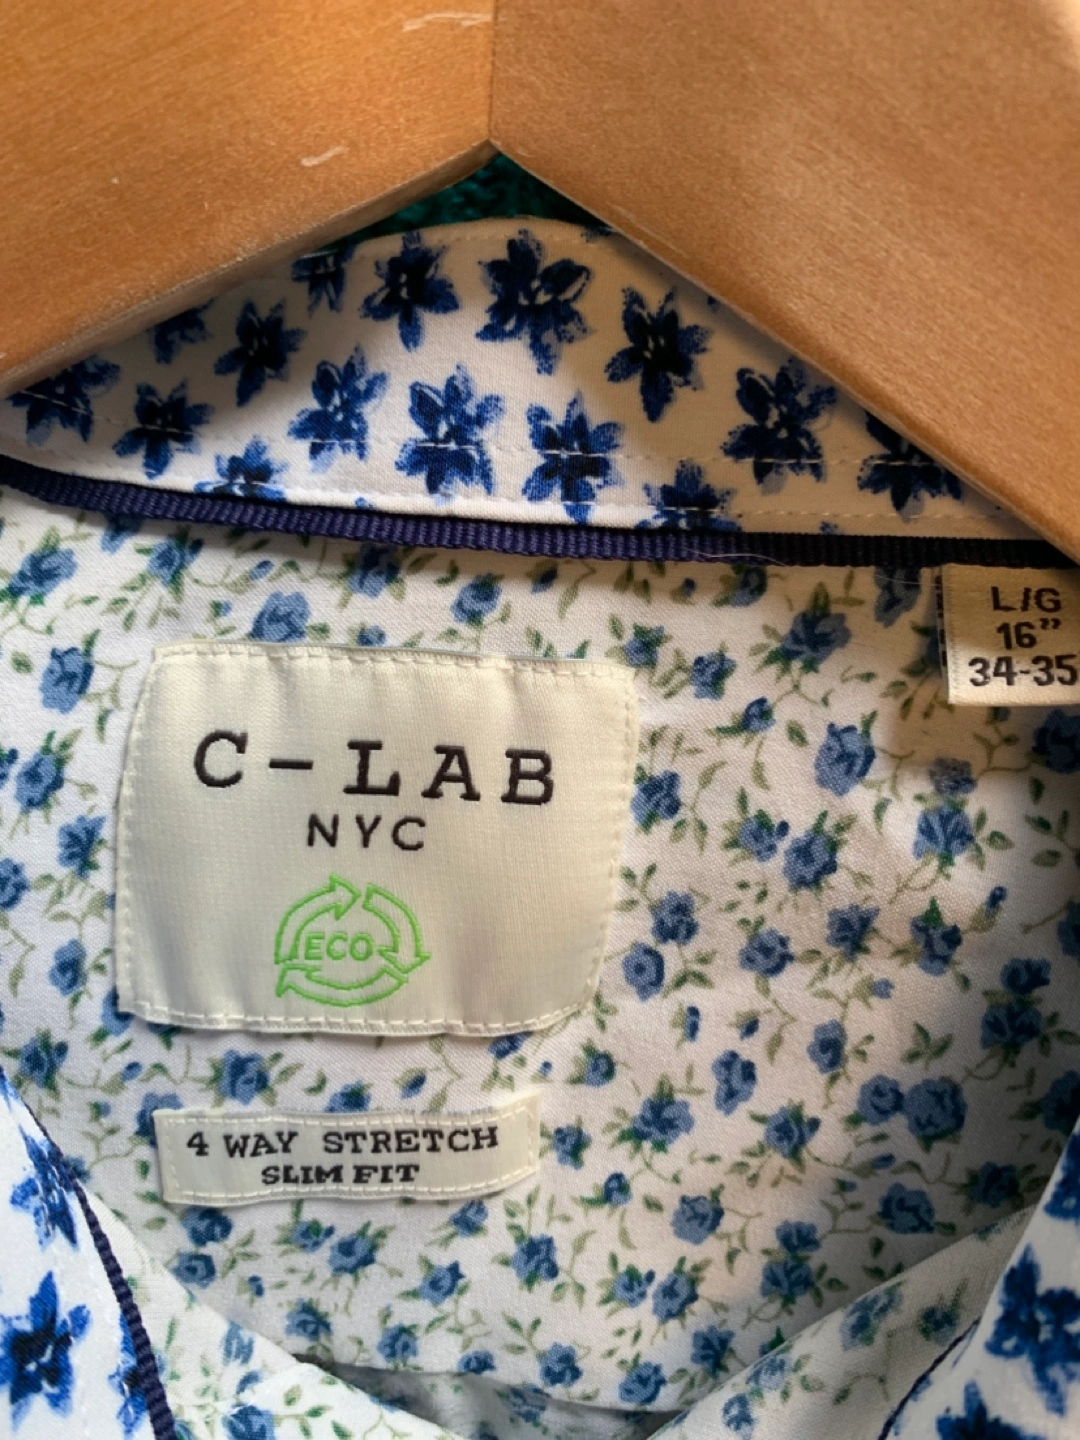 L/G
16”
34-35
C-LAB
NYC
ECO
4 WAY STRETCH
SLIM FIT